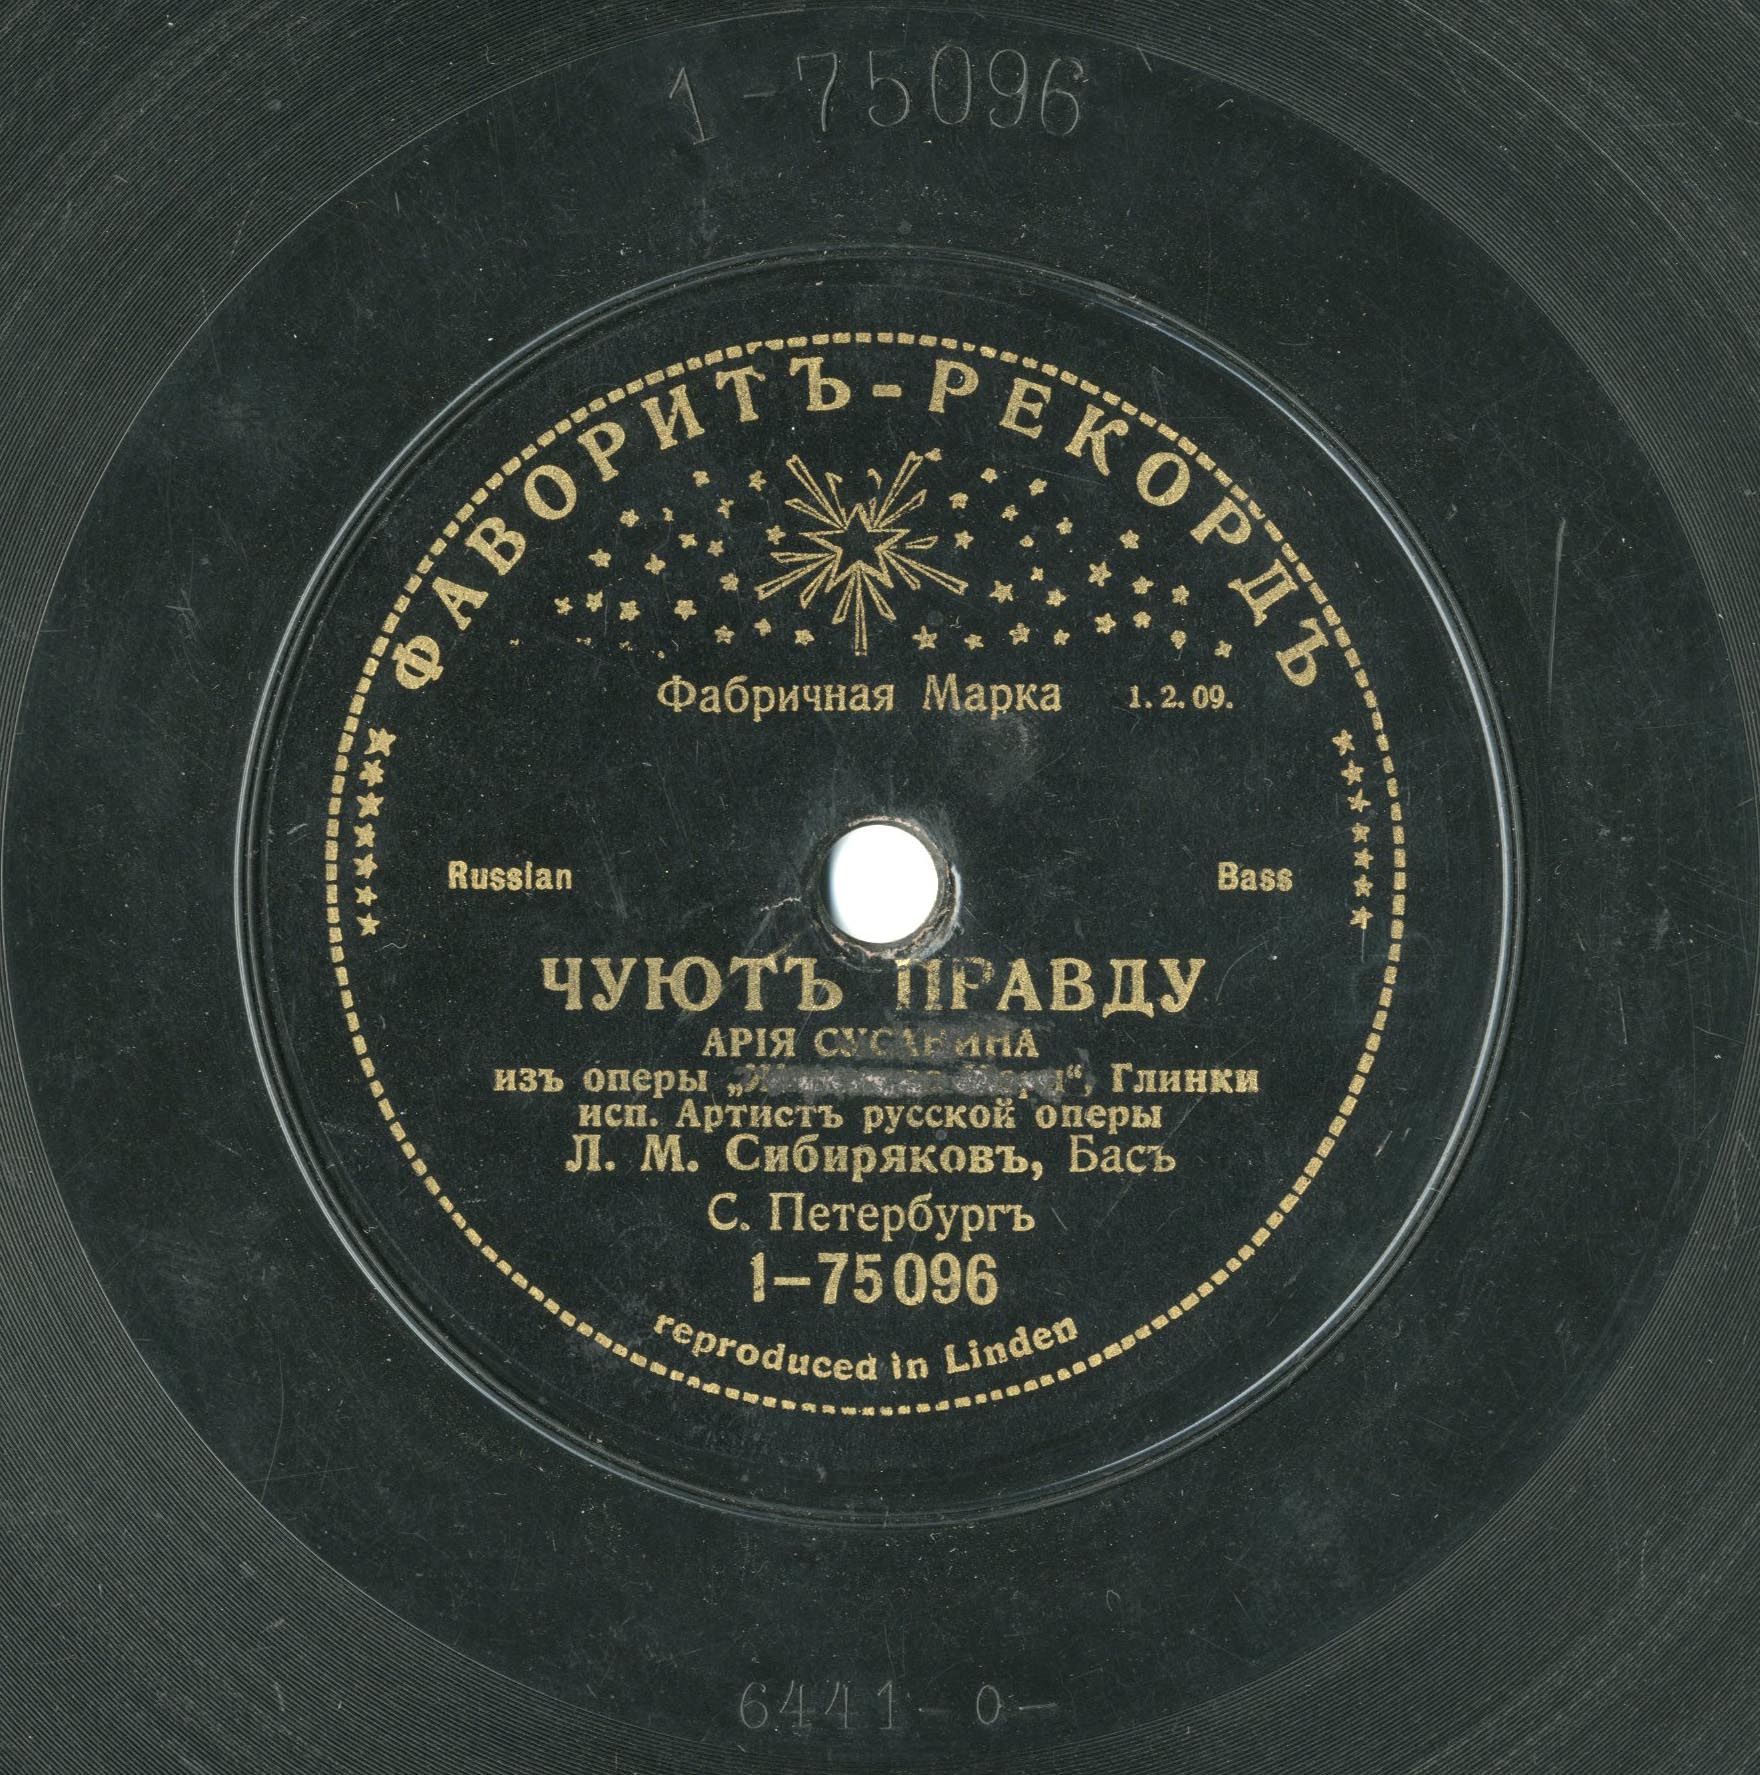 1-75096
ФАВОРИТЪ-РЕКОРДЪ
Фабричная Марка 1.2.09.
Russian Bass
ЧУЮТЪ ПРАВДУ
АРІЯ СУСАНИНА
изъ оперы Глинки
исп. Артистъ русской оперы
Л. М. Сибиряковъ, Басъ
С. Петербургъ
1-75096
reproduced in Linden
6441-0-